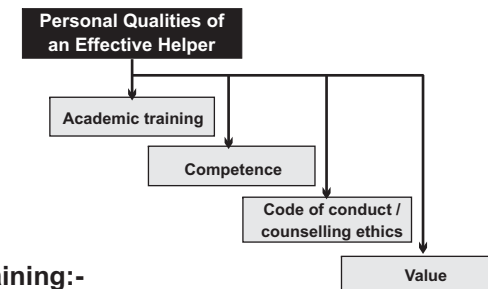 Personal Qualities of
an Effective Helper
Academic training
Competence
Code of conduct /
counselling ethics
Value
aining:-